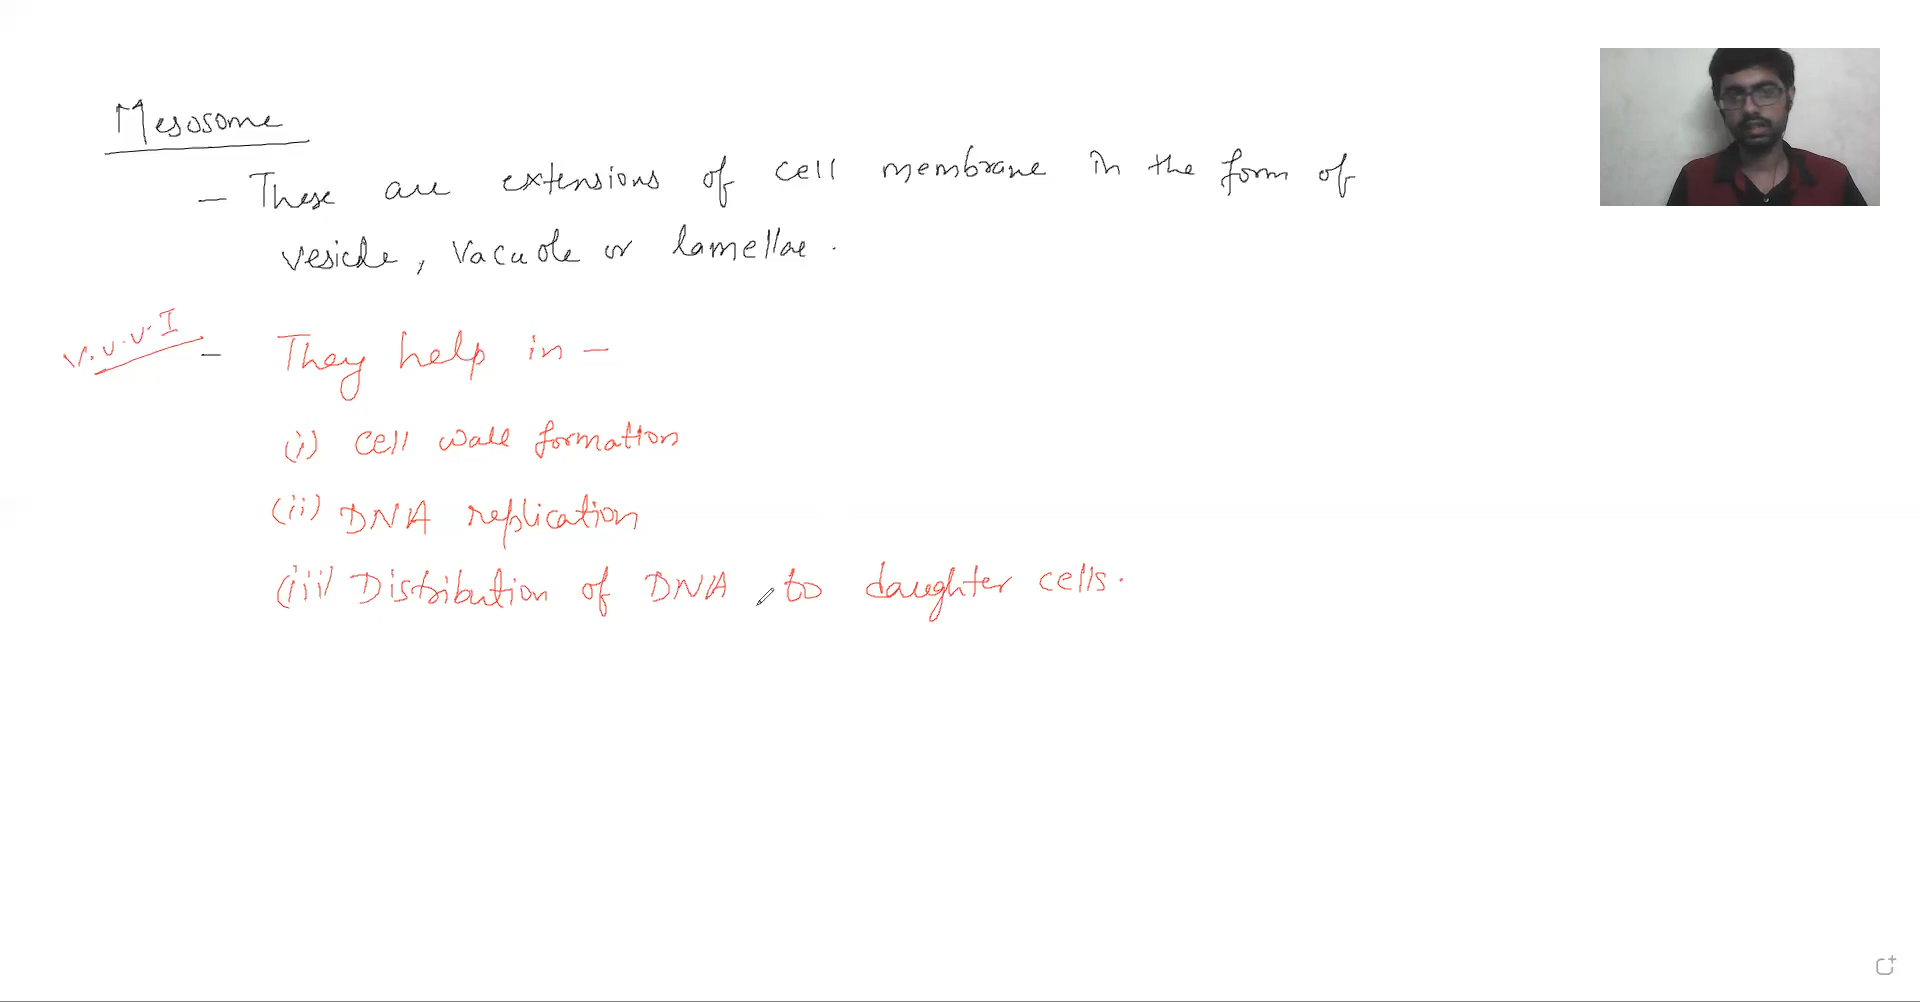 Mesosome
- These are extensions of cell membrane in the form of
vesicle, vacuole or lamellae.
V.V.V.I - They help in -
(i) cell wall formation
(ii) DNA replication
(iii) Distribution of DNA to daughter cells.